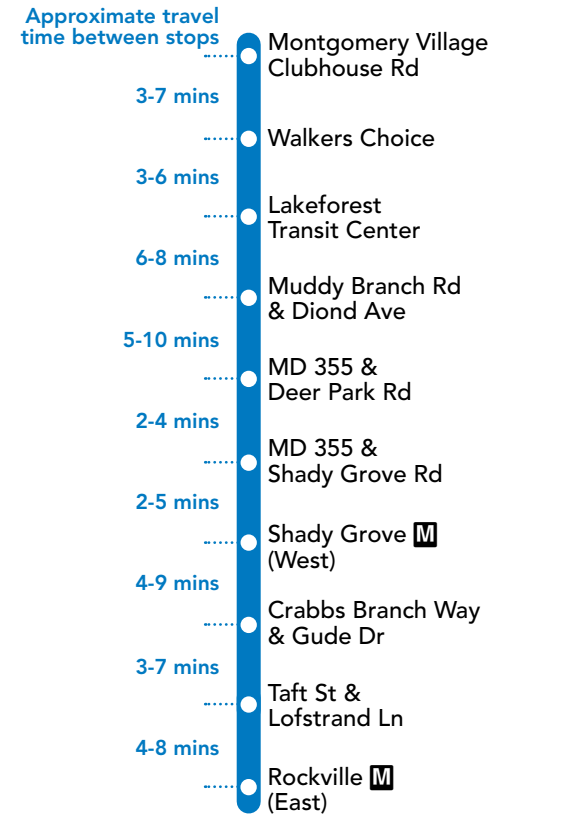 Approximate travel
time between stops
Montgomery Village
Clubhouse Rd
3-7 mins
Walkers Choice
3-6 mins
Lakeforest
Transit Center
6-8 mins
Muddy Branch Rd
& Diond Ave
5-10 mins
MD 355 &
Deer Park Rd
2-4 mins
MD 355 &
Shady Grove Rd
2-5 mins
Shady Grove M
(West)
4-9 mins
Crabbs Branch Way
& Gude Dr
3-7 mins
Taft St &
Lofstrand Ln
4-8 mins
Rockville M
(East)